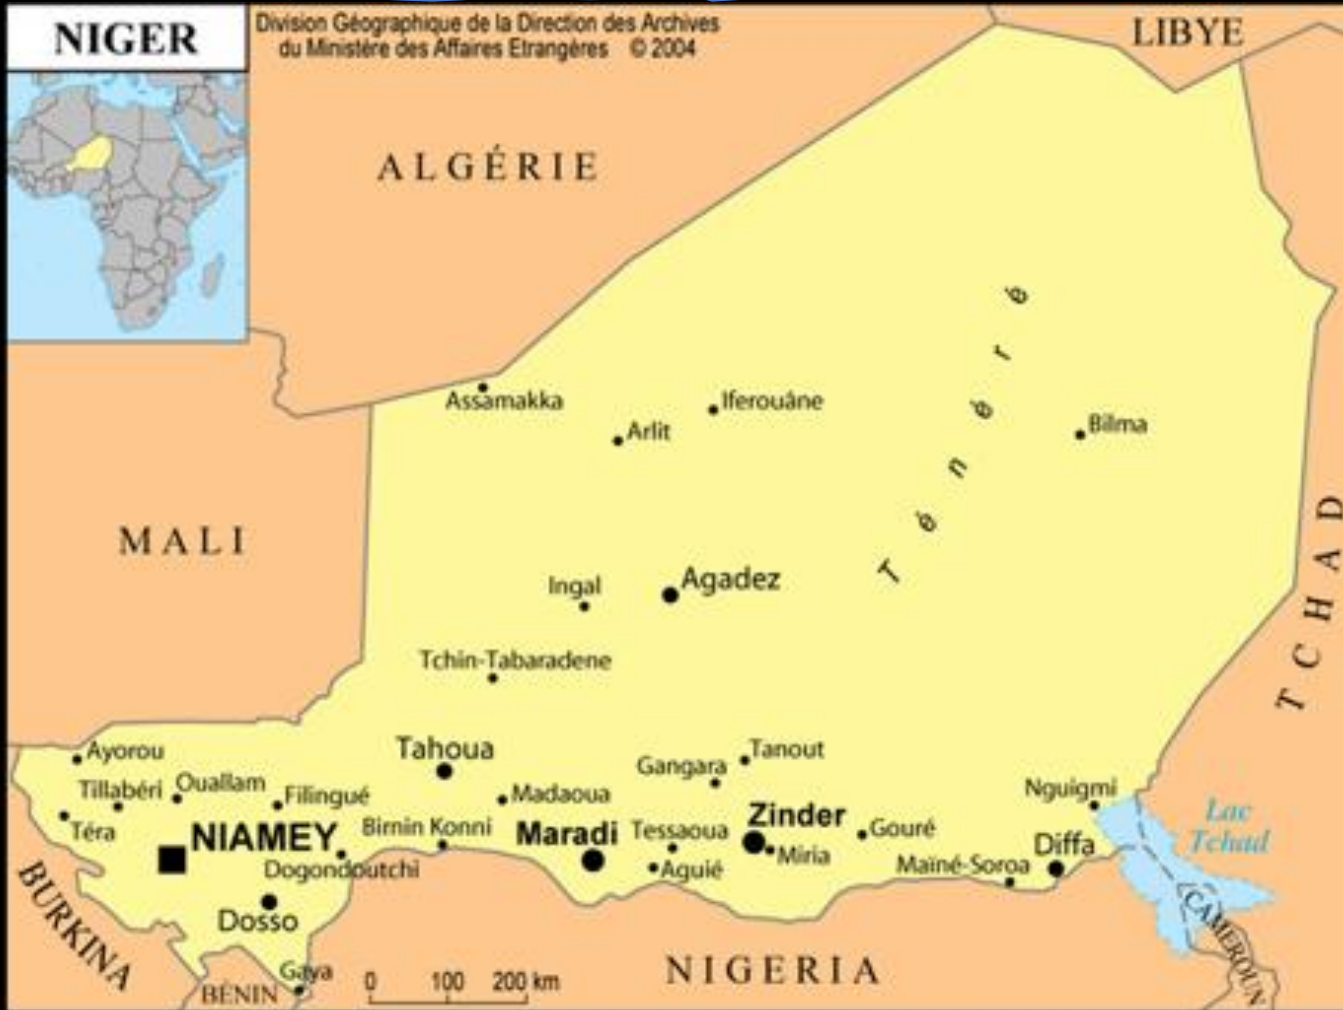 NIGER
Division Géographique de la Direction des Archives
du Ministère des Affaires Etrangères © 2004
LIBYE
ALGÉRIE
Assamakka
Iferouâne
Arlit
Bilma
Ténéré
MALI
TCHAD
Ingal
Agadez
Tchin-Tabaradene
Ayorou
Tahoua
Tanout
Gangara
Tillabéri
Ouallam
Filingué
Madaoua
Nguigmi
Lac
Tchad
Téra
NIAMEY
Birnin Konni
Maradi
Tessaoua
Zinder
Gouré
Diffa
Dogondoutchi
Aguié
Miria
Maïné-Soroa
BURKINA
Dosso
CAMEROUN
Gaya
BÉNIN
0 100 200 km
NIGERIA